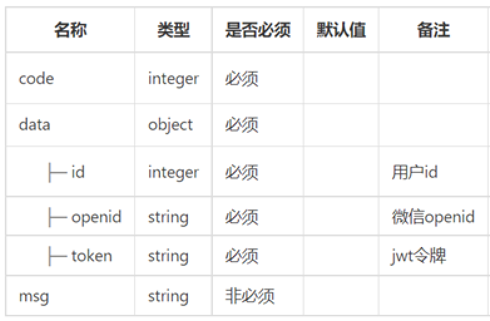 名称 类型 是否必须 默认值 备注
code integer 必须
data object 必须
├─ id integer 必须 用户id
├─ openid string 必须 微信openid
├─ token string 必须 jwt令牌
msg string 非必须